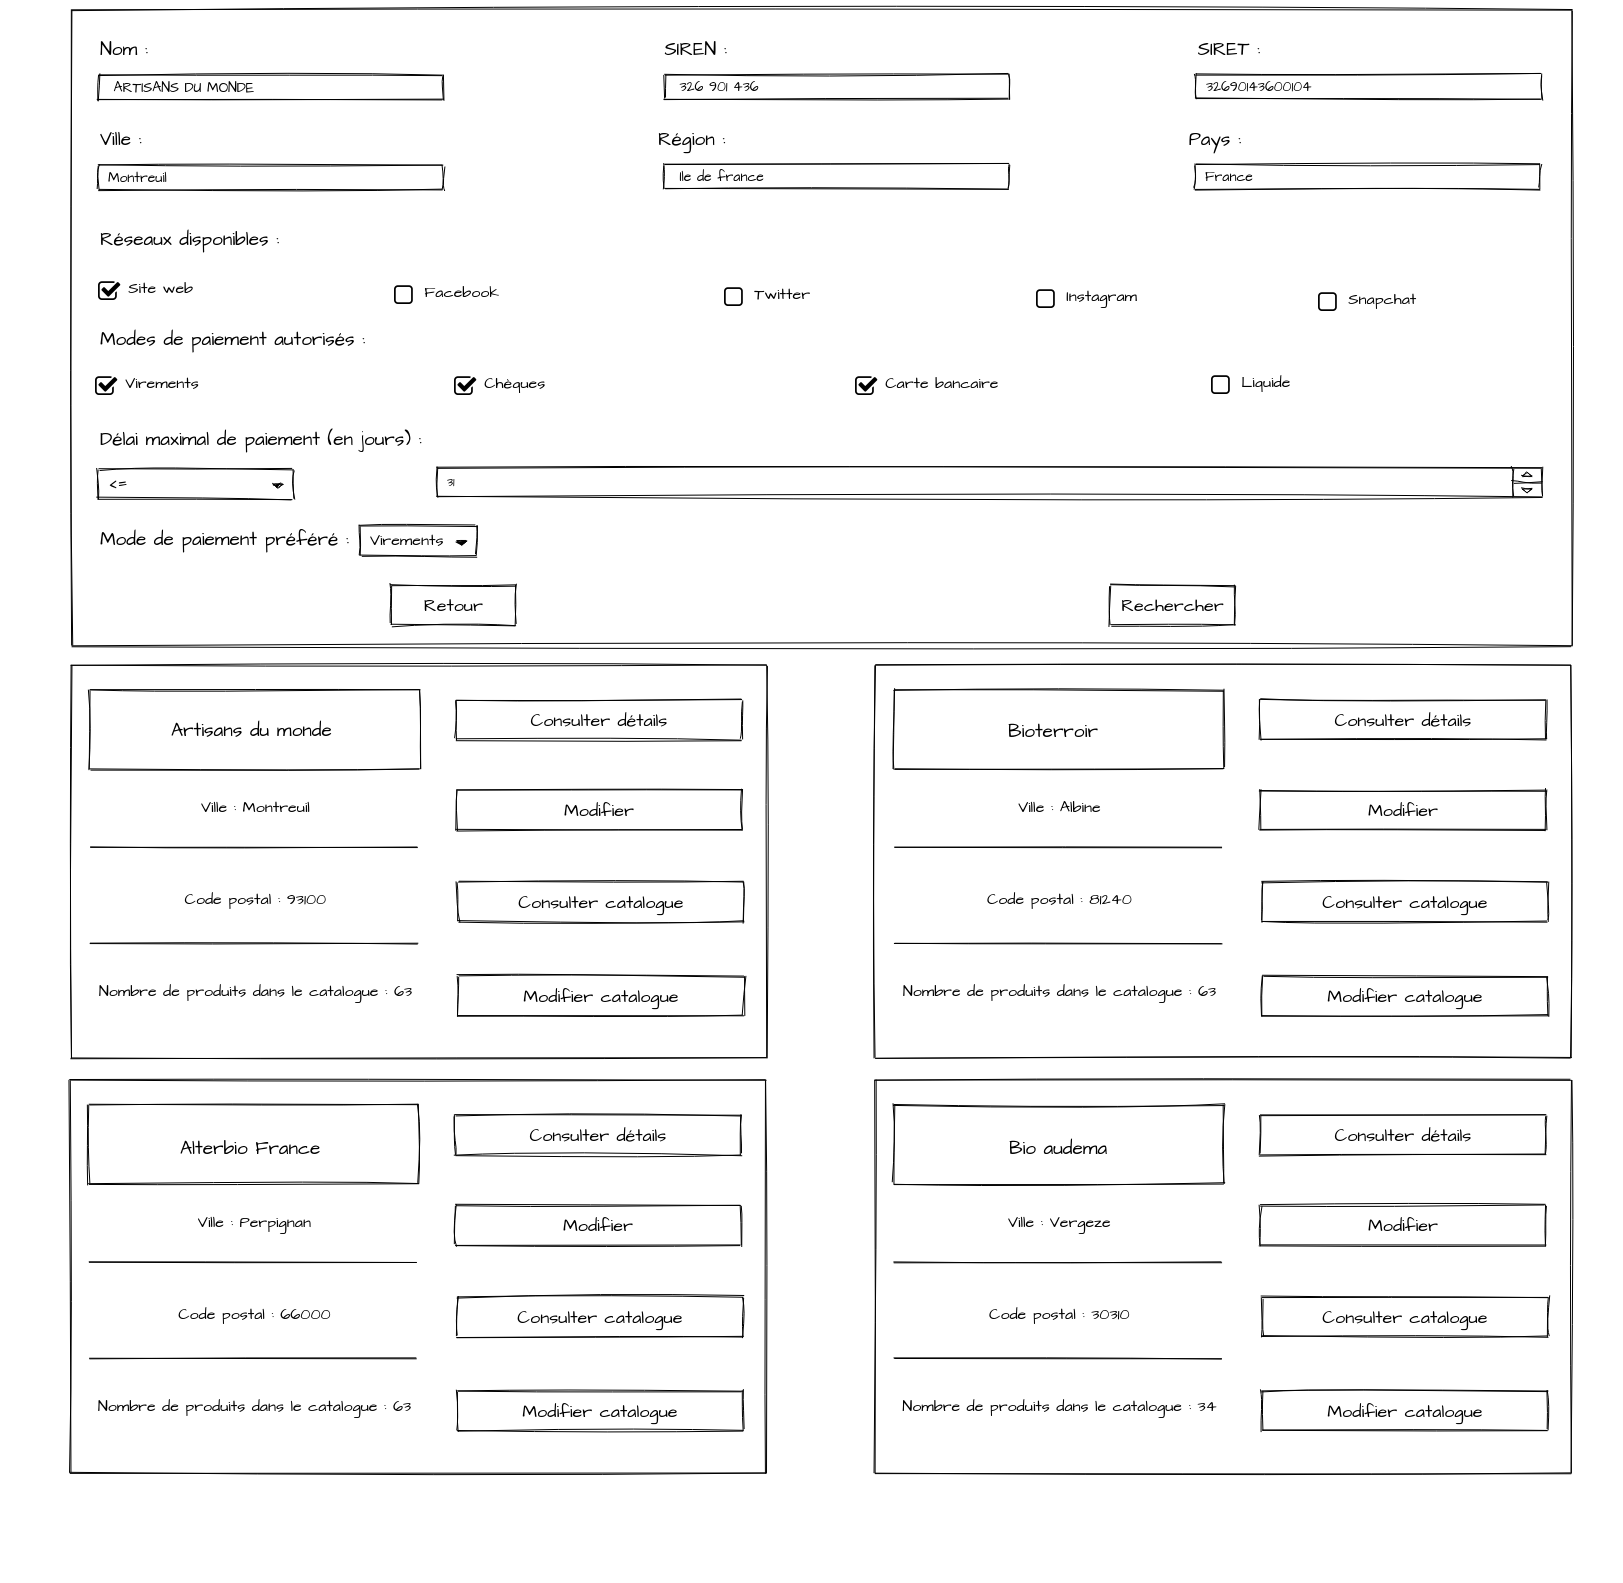 Nom :
SIREN :
SIRET :
ARTISANS DU MONDE
326 901 436
32690143600104
Ville :
Région :
Pays :
Montreuil
Ile de france
France
Réseaux disponibles :
Site web
Facebook
Twitter
Instagram
Snapchat
Modes de paiement autorisés :
Virements
Chèques
Carte bancaire
Liquide
Délai maximal de paiement (en jours) :
<=
31
Mode de paiement préféré :
Virements
Retour
Rechercher
Artisans du monde
Consulter détails
Ville : Montreuil
Modifier
Code postal : 93100
Consulter catalogue
Nombre de produits dans le catalogue : 63
Modifier catalogue
Bioterroir
Consulter détails
Ville : Albine
Modifier
Code postal : 81240
Consulter catalogue
Nombre de produits dans le catalogue : 63
Modifier catalogue
Alterbio France
Consulter détails
Ville : Perpignan
Modifier
Code postal : 66000
Consulter catalogue
Nombre de produits dans le catalogue : 63
Modifier catalogue
Bio audema
Consulter détails
Ville : Vergeze
Modifier
Code postal : 30310
Consulter catalogue
Nombre de produits dans le catalogue : 34
Modifier catalogue